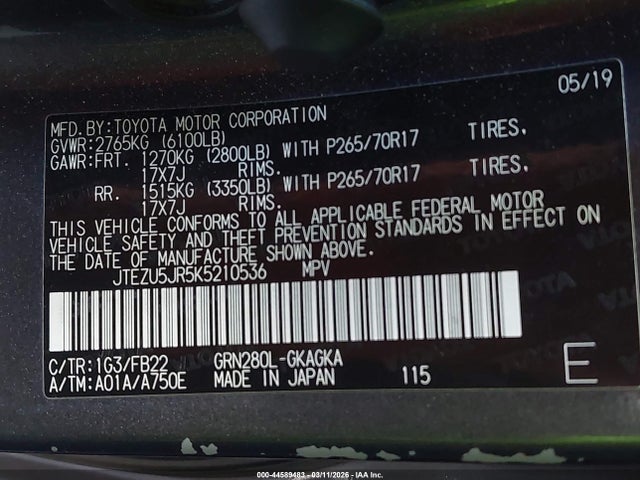 05/19
MFD.BY:TOYOTA MOTOR CORPORATION
GVWR:2765KG (6100LB)
GAWR:FRT. 1270KG (2800LB) WITH P265/70R17 TIRES,
17X7J RIMS.
RR. 1515KG (3350LB) WITH P265/70R17 TIRES,
17X7J RIMS.
THIS VEHICLE CONFORMS TO ALL APPLICABLE FEDERAL MOTOR
VEHICLE SAFETY AND THEFT PREVENTION STANDARDS IN EFFECT ON
THE DATE OF MANUFACTURE SHOWN ABOVE.
JTEZU5JR5K5210536 MPV
C/TR:1G3/FB22 GRN280L-GKAGKA
A/TM:A01A/A750E MADE IN JAPAN 115
E
TOYOTA
000-44589483 - 03/11/2026 - IAA Inc.